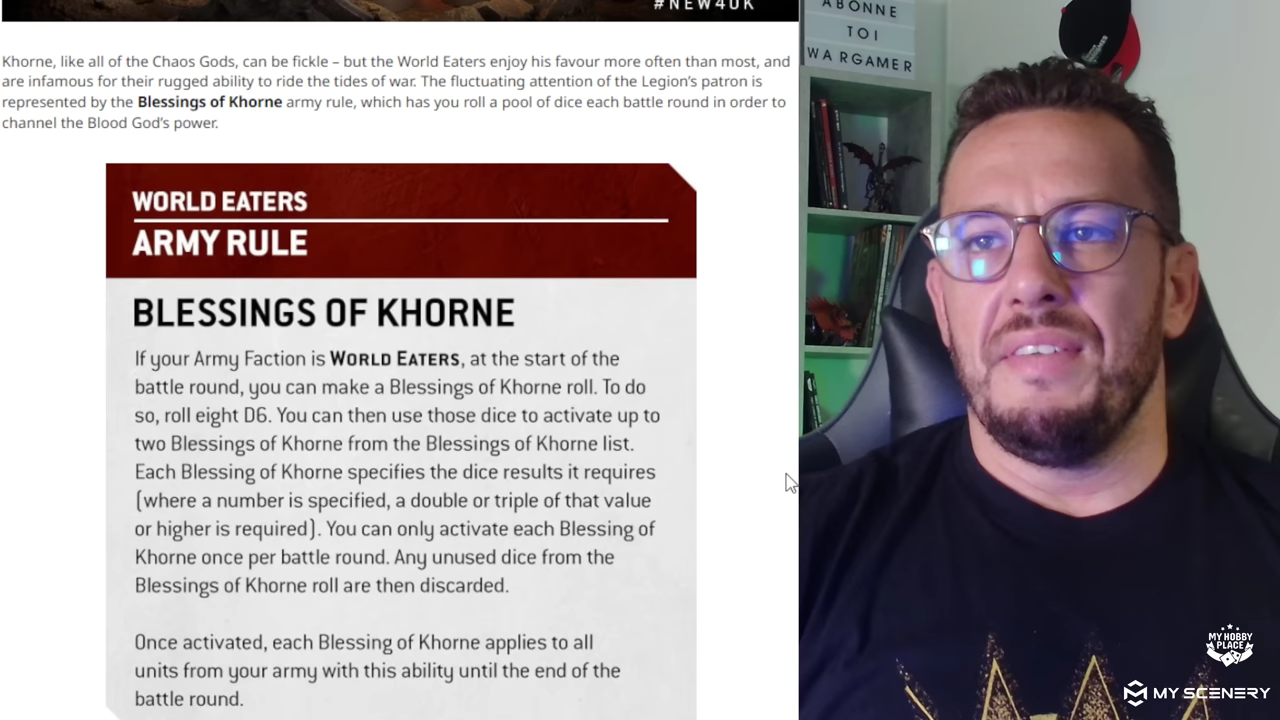 #NEW40K
Khorne, like all of the Chaos Gods, can be fickle – but the World Eaters enjoy his favour more often than most, and
are infamous for their rugged ability to ride the tides of war. The fluctuating attention of the Legion's patron is
represented by the Blessings of Khorne army rule, which has you roll a pool of dice each battle round in order to
channel the Blood God's power.
WORLD EATERS
ARMY RULE
BLESSINGS OF KHORNE
If your Army Faction is WORLD EATERS, at the start of the
battle round, you can make a Blessings of Khorne roll. To do
so, roll eight D6. You can then use those dice to activate up to
two Blessings of Khorne from the Blessings of Khorne list.
Each Blessing of Khorne specifies the dice results it requires
(where a number is specified, a double or triple of that value
or higher is required). You can only activate each Blessing of
Khorne once per battle round. Any unused dice from the
Blessings of Khorne roll are then discarded.
Once activated, each Blessing of Khorne applies to all
units from your army with this ability until the end of the
battle round.
ABONNE
TOI
WARGAMER
MY HOBBY
PLACE
MY SCENERY